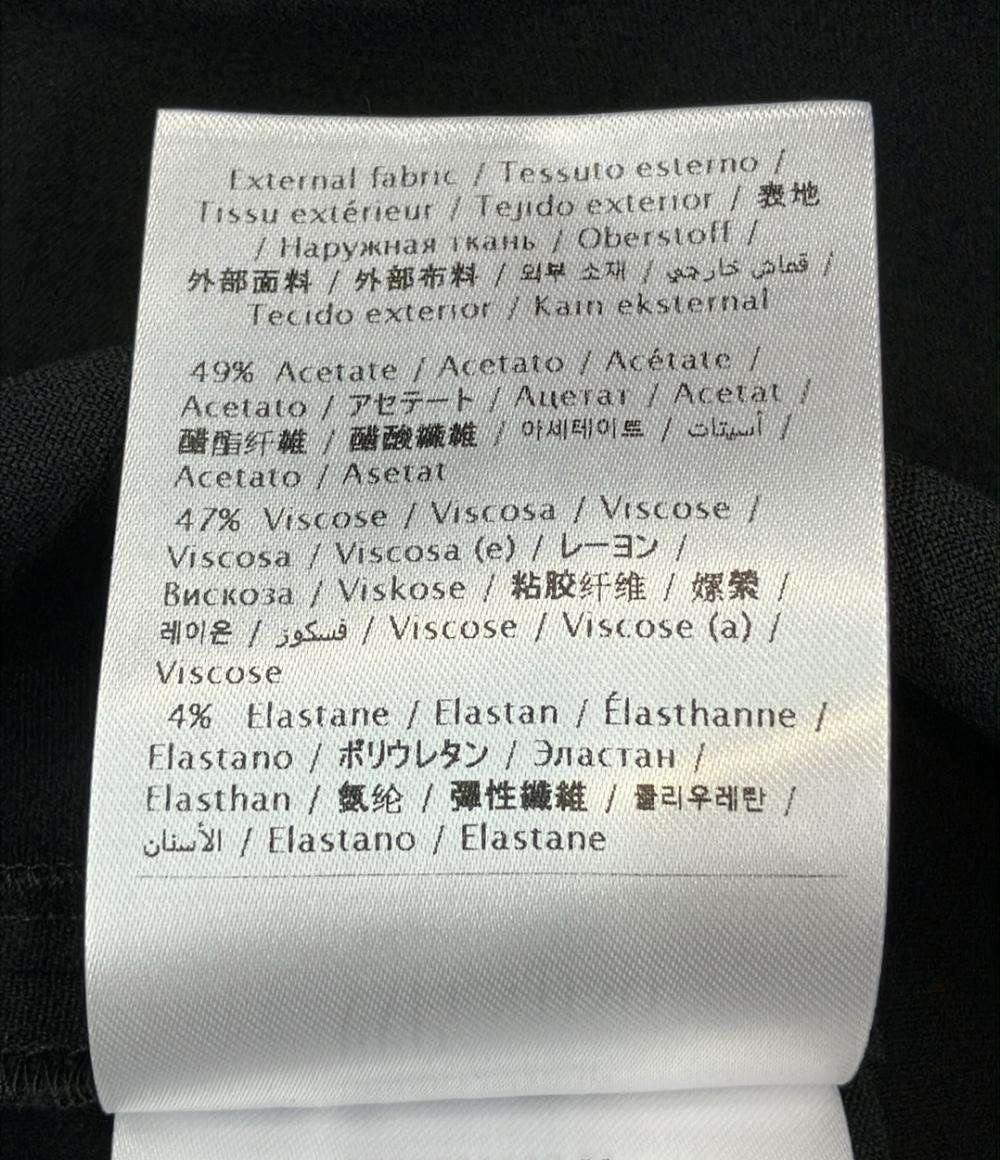 External fabric / Tessuto esterno /
Tissu extérieur / Tejido exterior / 表地
/ Наружная ткань / Oberstoff /
外部面料 / 外部布料 / 외부 소재 / قماش خارجي /
Tecido exterior / Kain eksternal
49% Acetate / Acetato / Acétate /
Acetato / アセテート / Ацетат / Acetat /
醋酯纤维 / 醋酸纖維 / 아세테이트 / أسيتات /
Acetato / Asetat
47% Viscose / Viscosa / Viscose /
Viscosa / Viscosa (e) / レーヨン /
Вискоза / Viskose / 粘胶纤维 / 嫘縈 /
레이온 / فسكوز / Viscose / Viscose (a) /
Viscose
4% Elastane / Elastan / Élasthanne /
Elastano / ポリウレタン / Эластан /
Elasthan / 氨纶 / 彈性纖維 / 폴리우레탄 /
الأستان / Elastano / Elastane